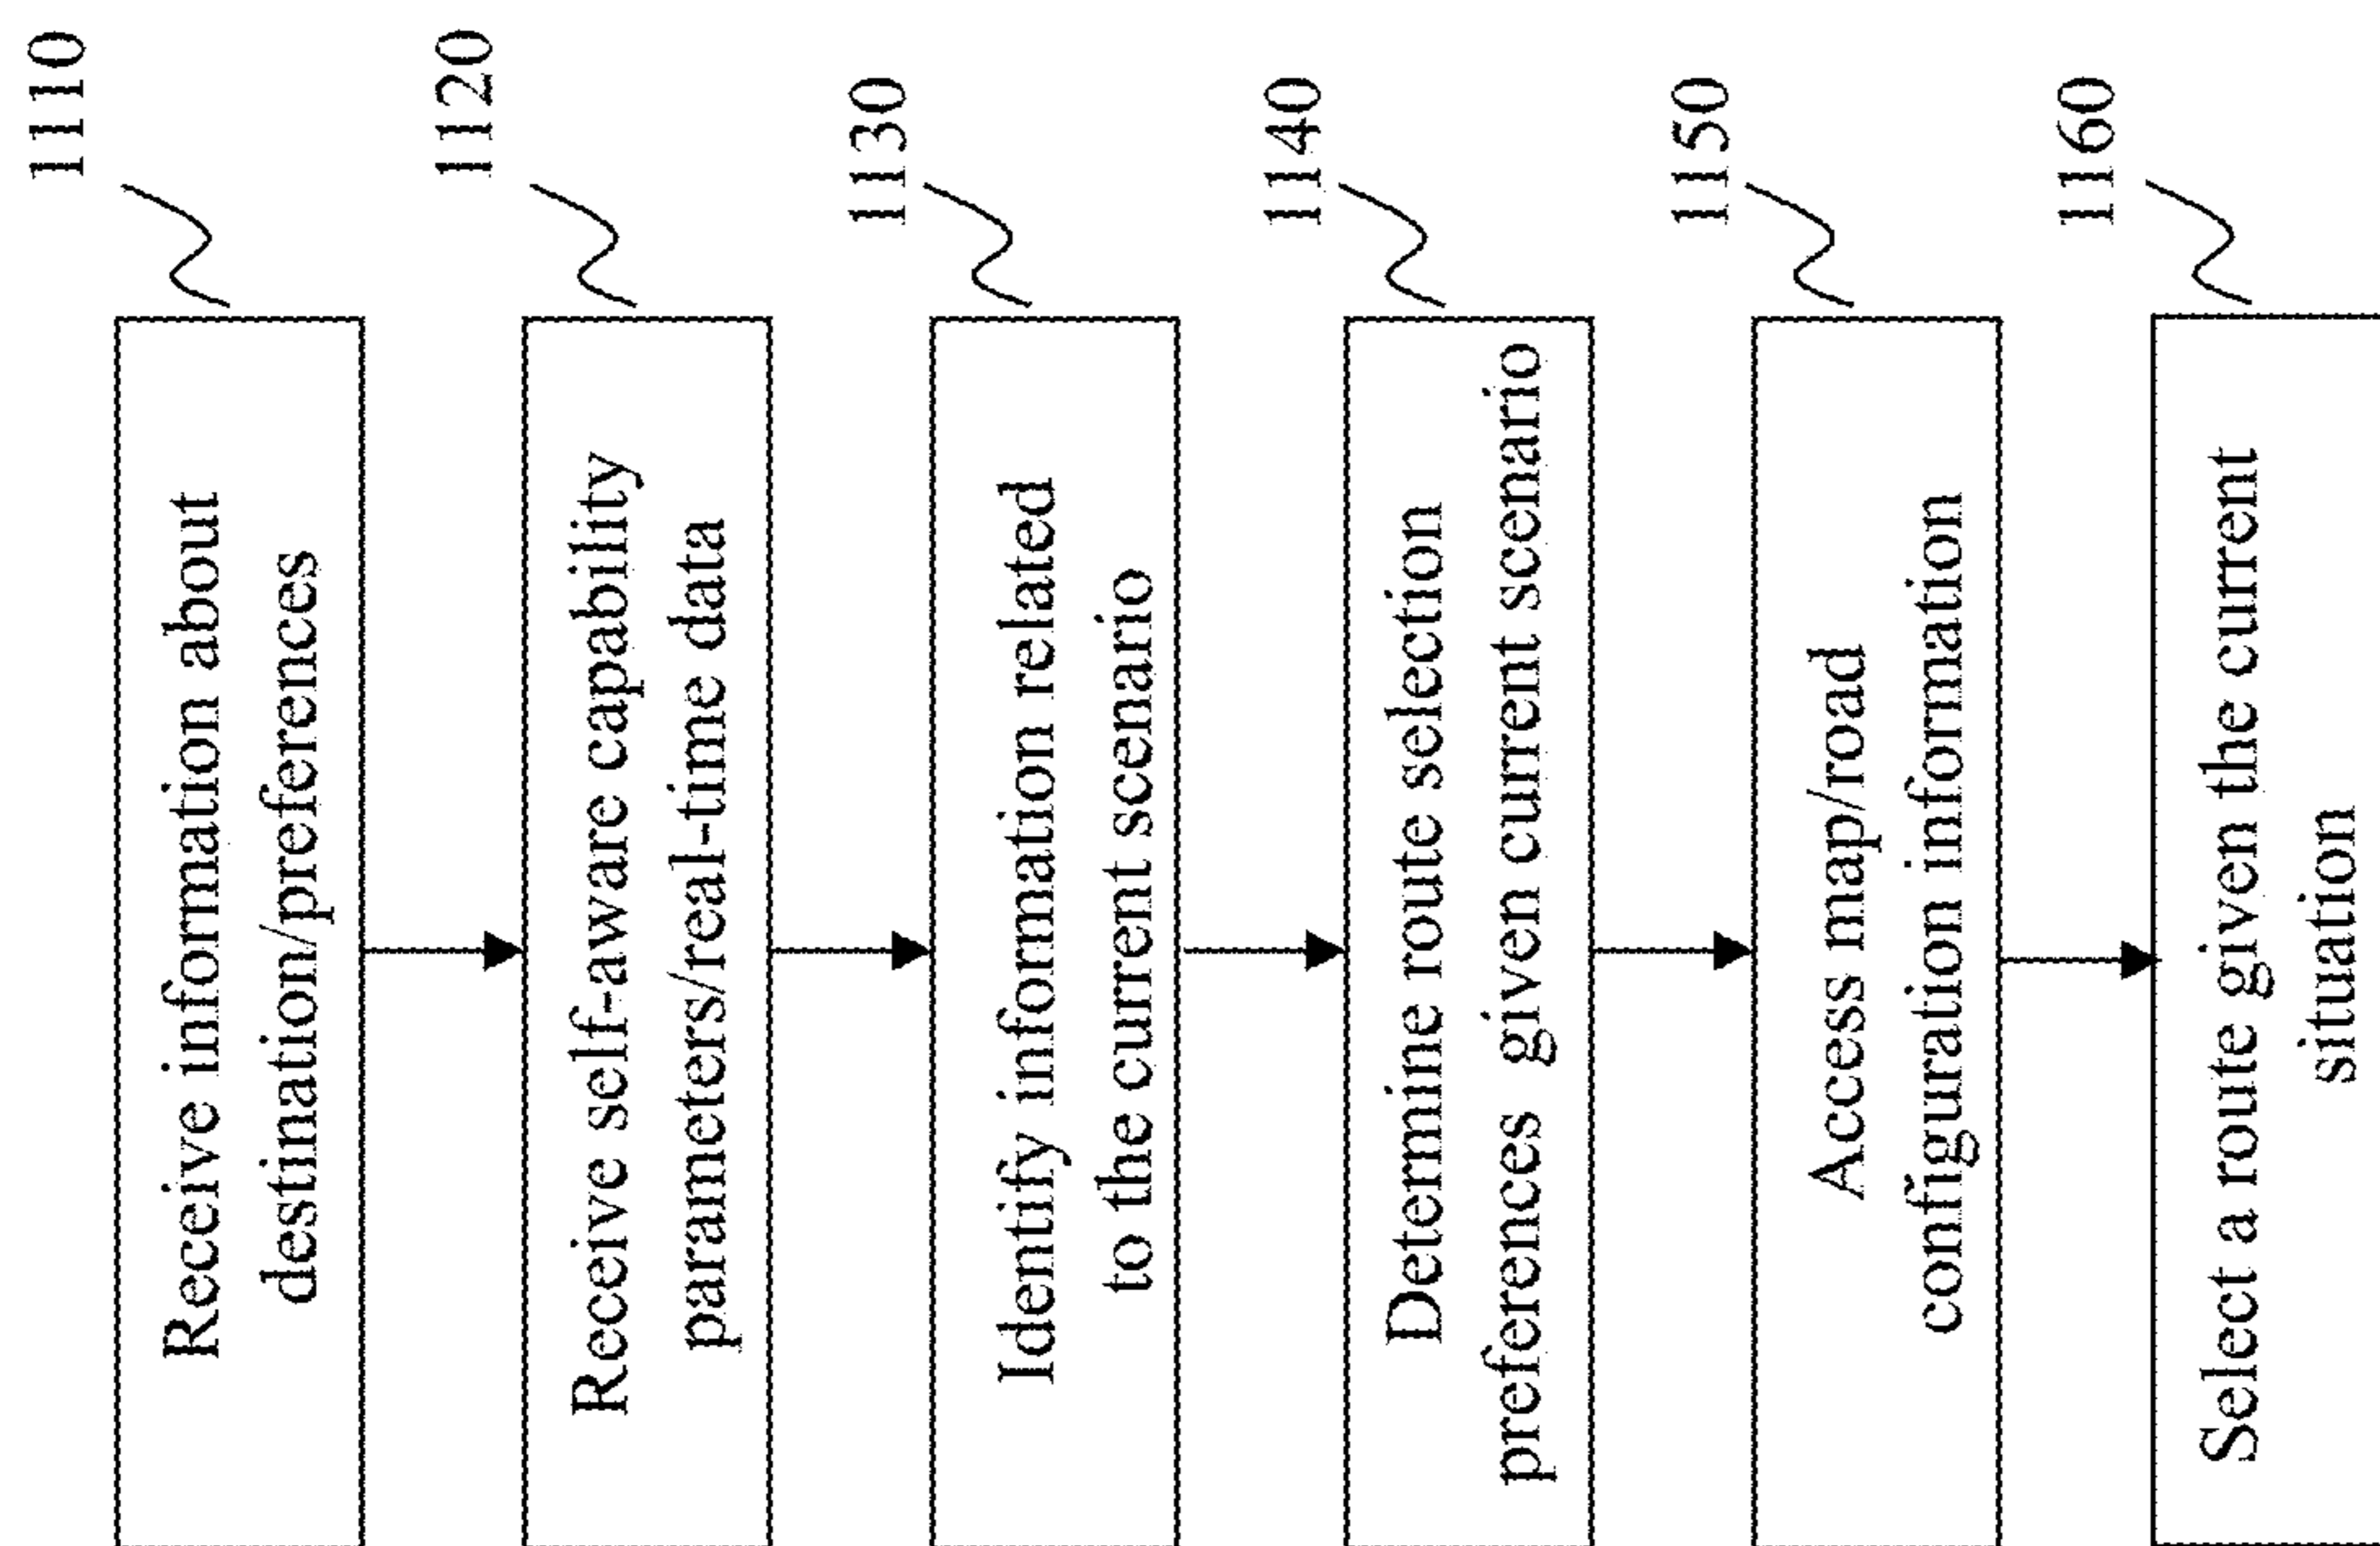 1110
Receive information about
destination/preferences
1120
Receive self-aware capability
parameters/real-time data
1130
Identify information related
to the current scenario
1140
Determine route selection
preferences given current scenario
1150
Access map/road
configuration information
1160
Select a route given the current
situation